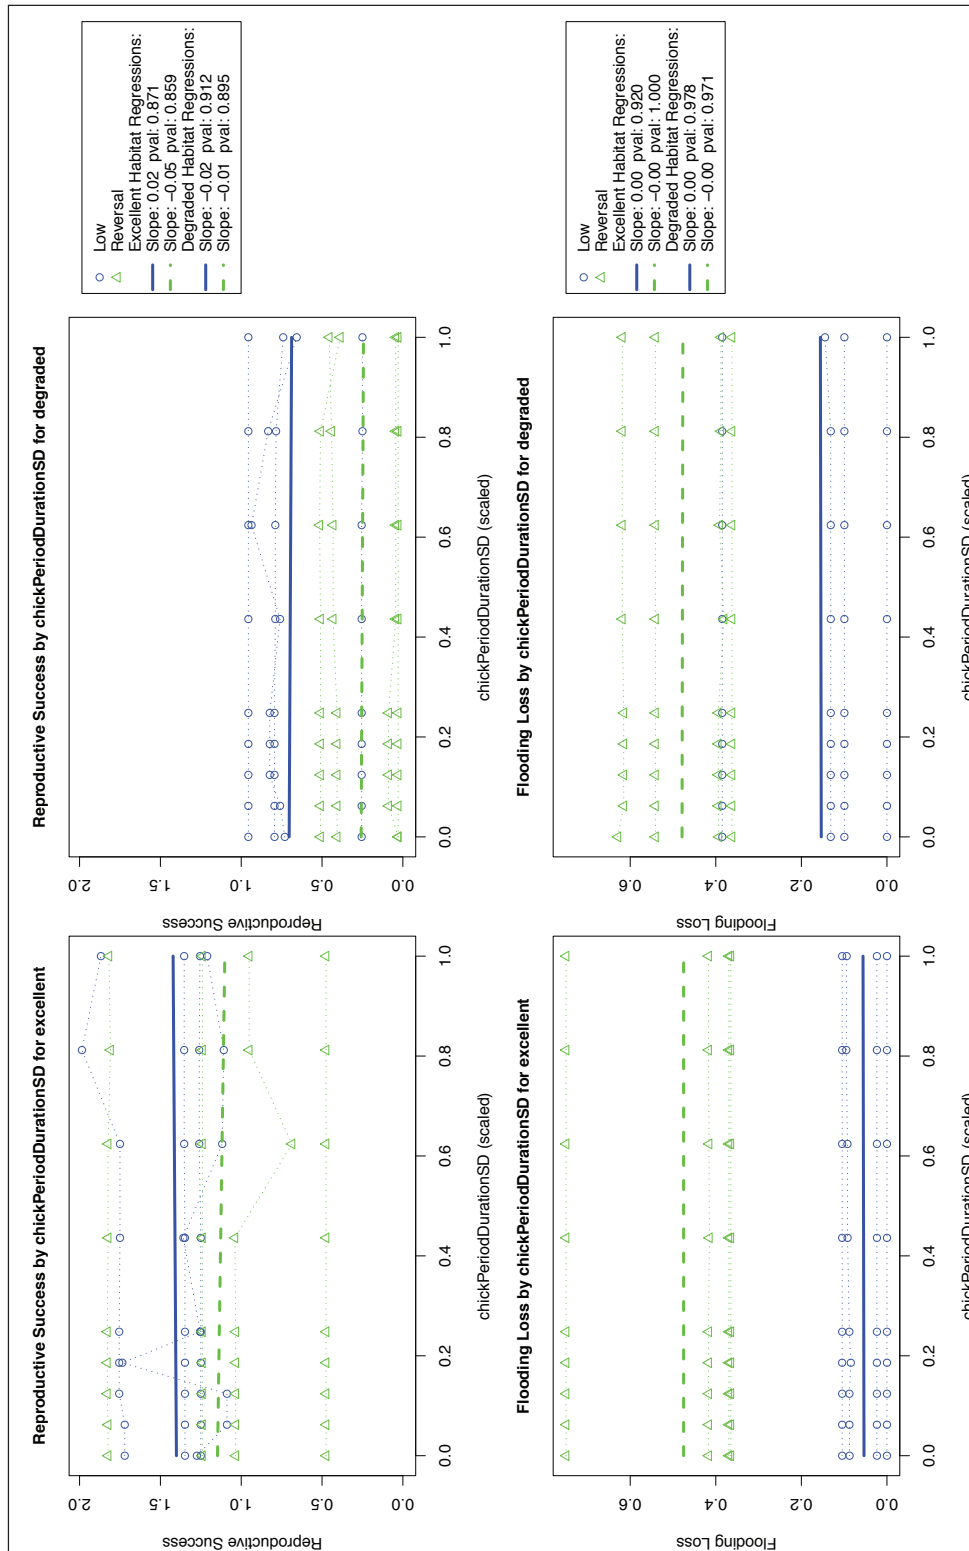 Reproductive Success by chickPeriodDurationSD for excellent
Reproductive Success
0.0 0.5 1.0 1.5 2.0
0.0 0.2 0.4 0.6 0.8 1.0
chickPeriodDurationSD (scaled)
Reproductive Success by chickPeriodDurationSD for degraded
Reproductive Success
0.0 0.5 1.0 1.5 2.0
0.0 0.2 0.4 0.6 0.8 1.0
chickPeriodDurationSD (scaled)
Low
Reversal
Excellent Habitat Regressions:
Slope: 0.02 pval: 0.871
Slope: −0.05 pval: 0.859
Degraded Habitat Regressions:
Slope: −0.02 pval: 0.912
Slope: −0.01 pval: 0.895
Flooding Loss by chickPeriodDurationSD for excellent
Flooding Loss
0.0 0.2 0.4 0.6
0.0 0.2 0.4 0.6 0.8 1.0
chickPeriodDurationSD (scaled)
Flooding Loss by chickPeriodDurationSD for degraded
Flooding Loss
0.0 0.2 0.4 0.6
0.0 0.2 0.4 0.6 0.8 1.0
chickPeriodDurationSD (scaled)
Low
Reversal
Excellent Habitat Regressions:
Slope: 0.00 pval: 0.920
Slope: −0.00 pval: 1.000
Degraded Habitat Regressions:
Slope: 0.00 pval: 0.978
Slope: −0.00 pval: 0.971